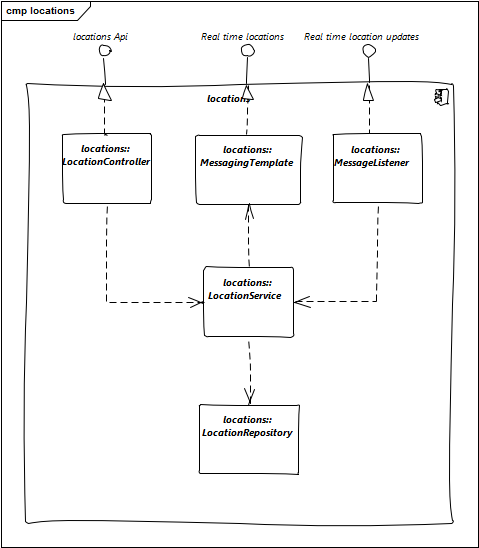 cmp locations
locations Api
Real time locations
Real time location updates
locations
locations::
LocationController
locations::
MessagingTemplate
locations::
MessageListener
locations::
LocationService
locations::
LocationRepository